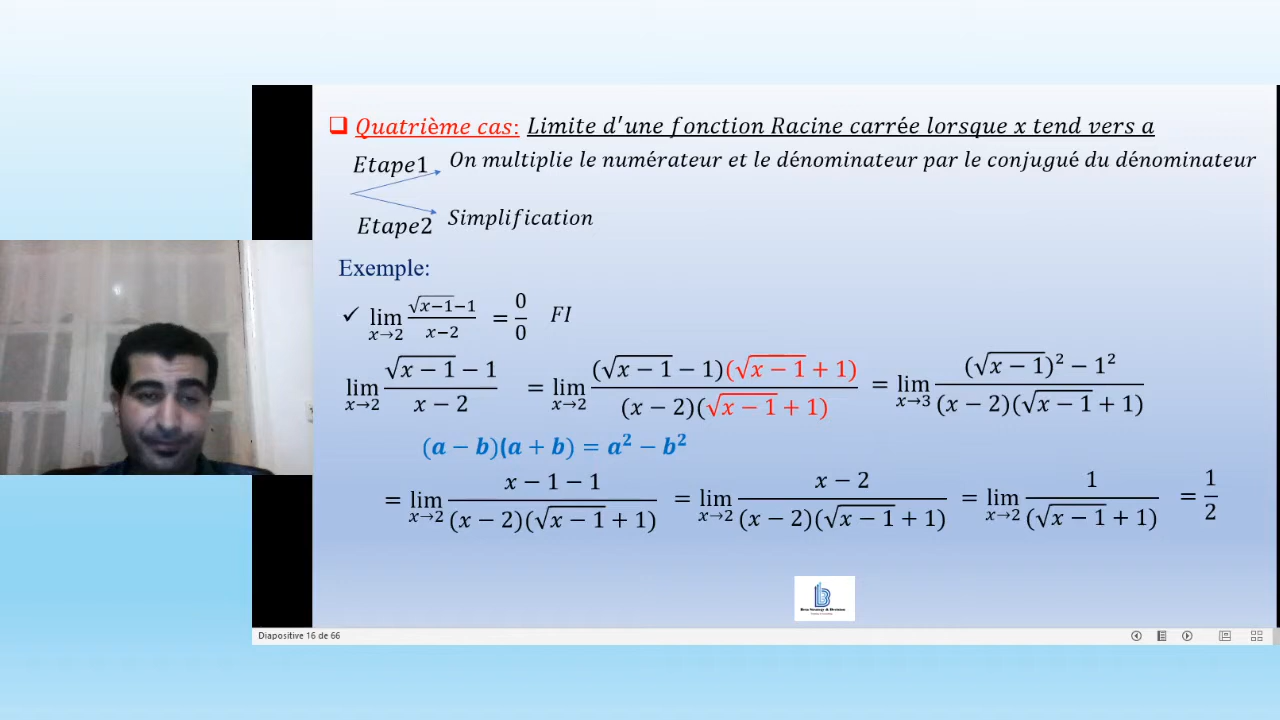 ❑ Quatrième cas: Limite d'une fonction Racine carrée lorsque x tend vers a
Etape1 On multiplie le numérateur et le dénominateur par le conjugué du dénominateur
Etape2 Simplification
Exemple:
✓ lim x→2 (√(x−1)−1)/(x−2) = 0/0 FI
lim x→2 (√(x−1) − 1)/(x − 2) = lim x→2 ((√(x−1) − 1)(√(x−1) + 1))/((x − 2)(√(x−1) + 1)) = lim x→3 ((√(x−1))² − 1²)/((x − 2)(√(x−1) + 1))
(a − b)(a + b) = a² − b²
= lim x→2 (x − 1 − 1)/((x − 2)(√(x−1) + 1)) = lim x→2 (x − 2)/((x − 2)(√(x−1) + 1)) = lim x→2 1/(√(x−1) + 1) = 1/2
Diapositive 16 de 66